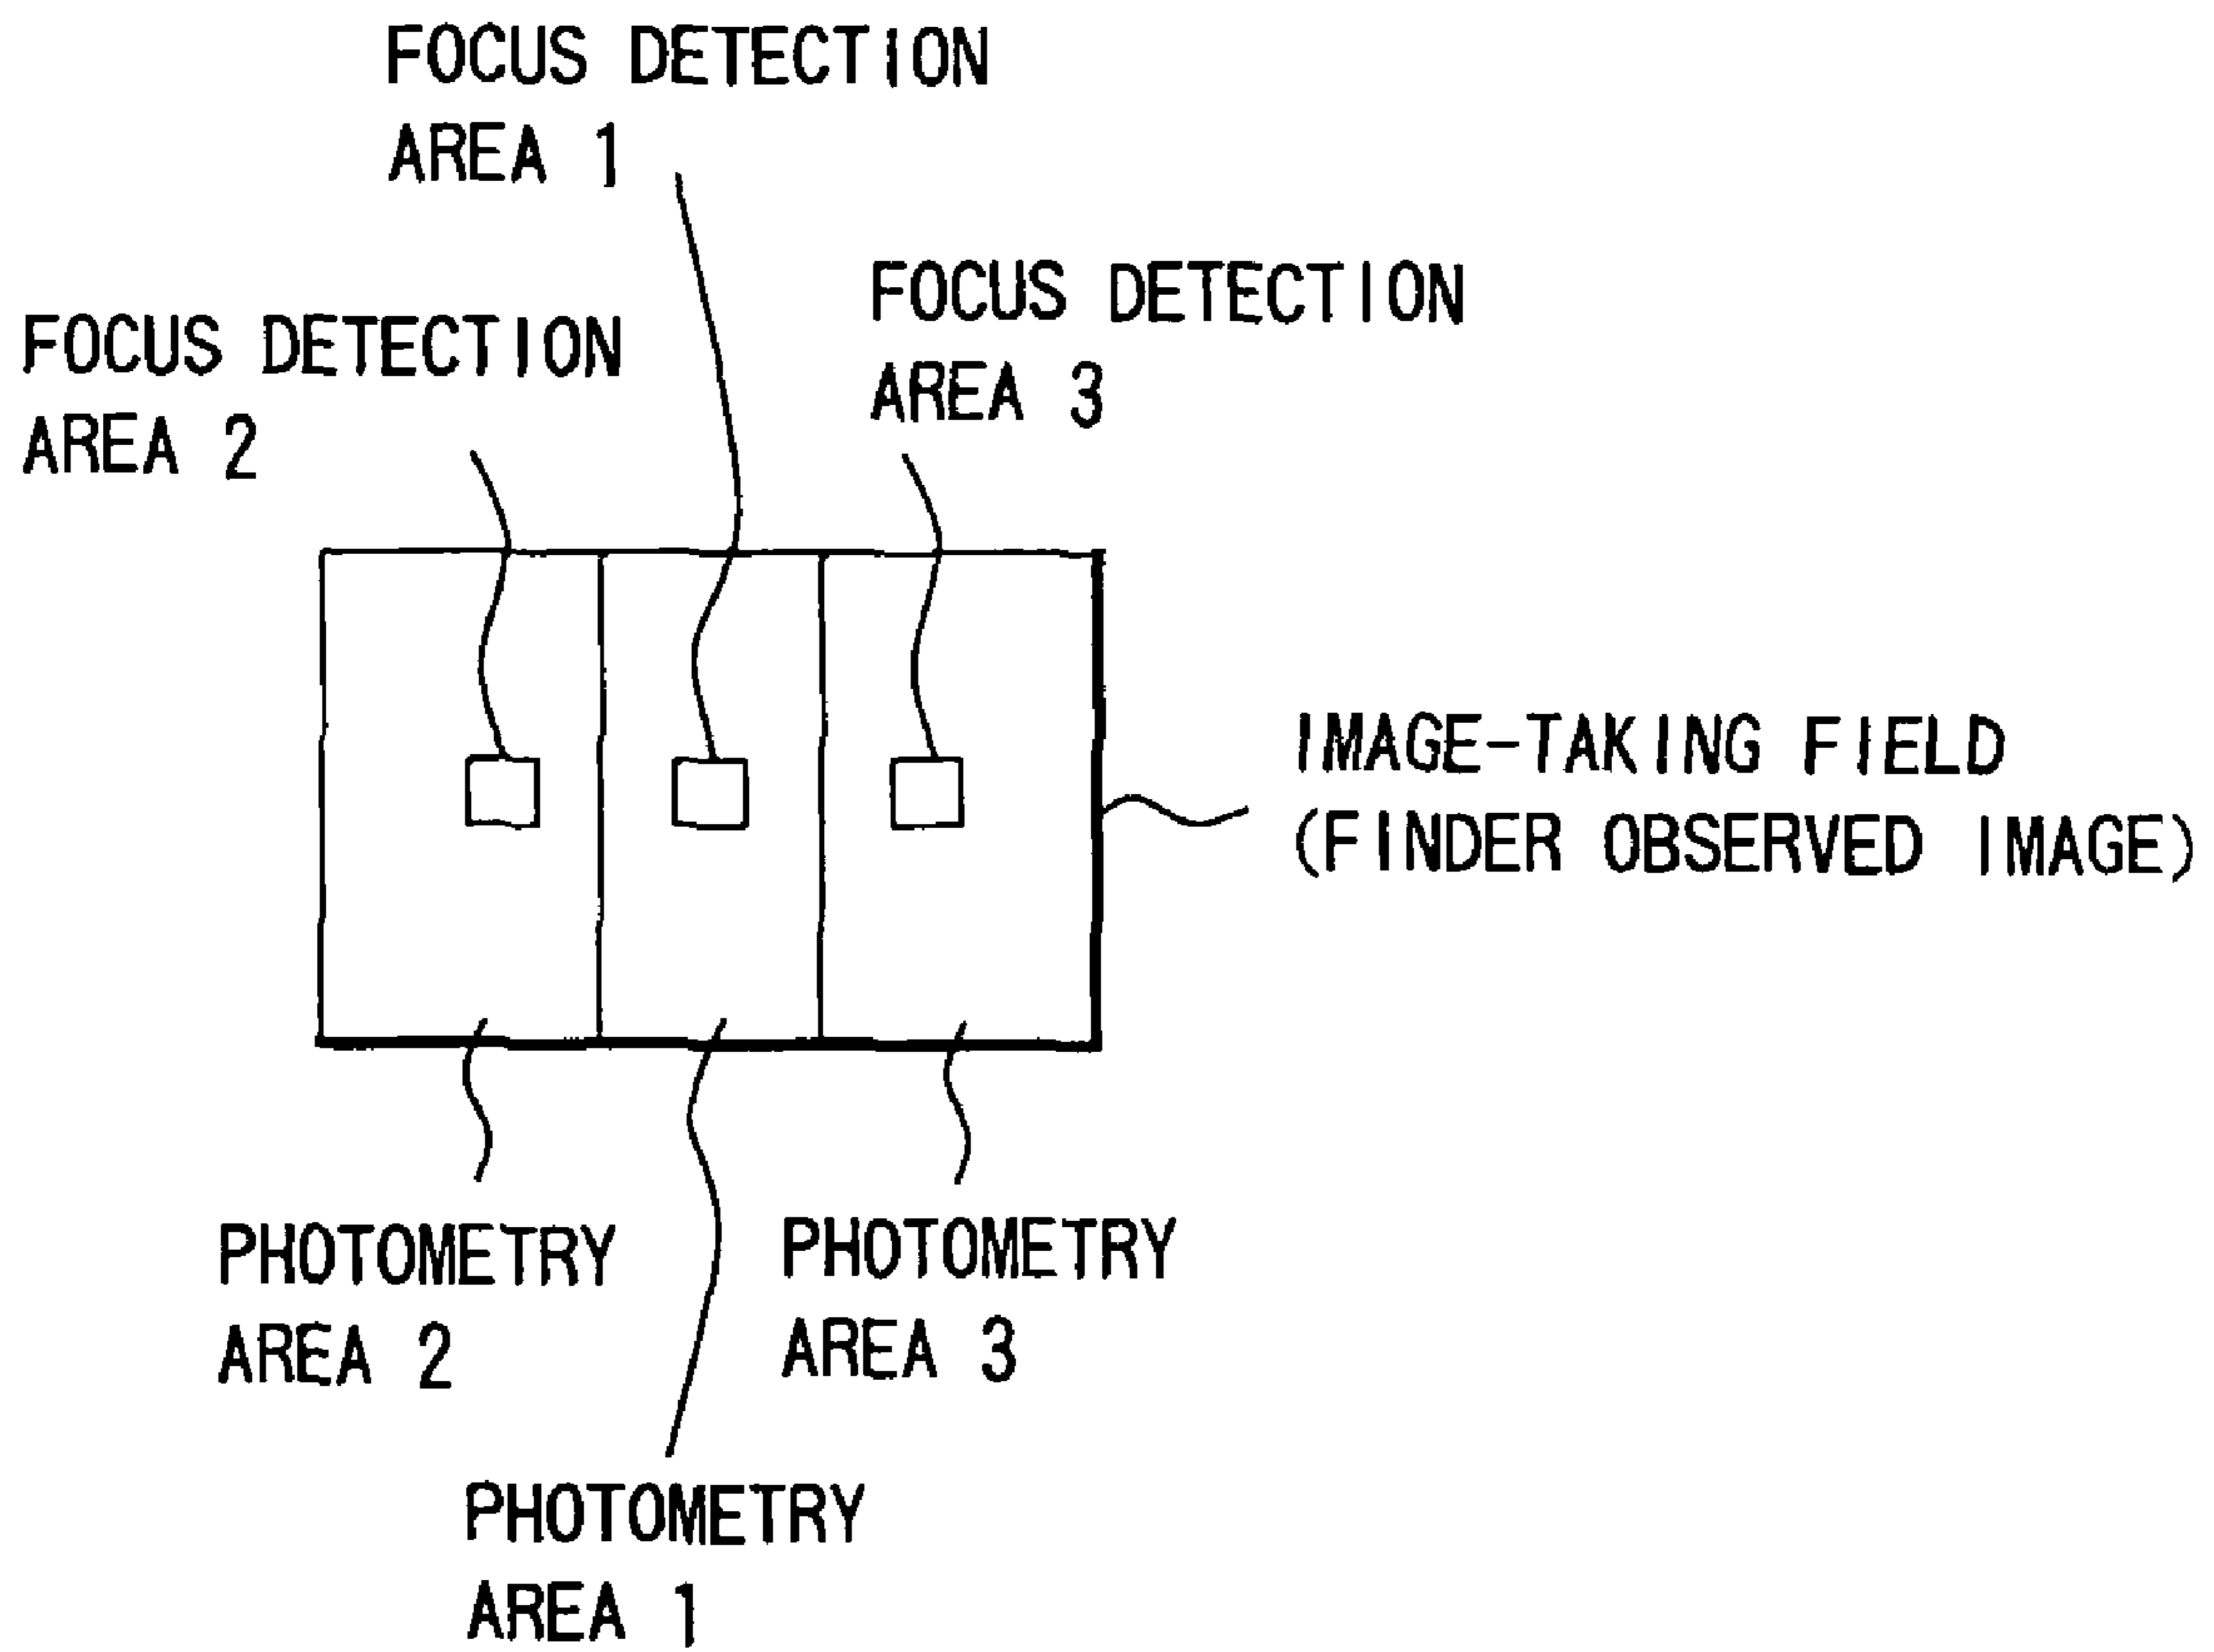 FOCUS DETECTION
AREA 1
FOCUS DETECTION
AREA 3
FOCUS DETECTION
AREA 2
IMAGE-TAKING FIELD
(FINDER OBSERVED IMAGE)
PHOTOMETRY
AREA 2
PHOTOMETRY
AREA 3
PHOTOMETRY
AREA 1